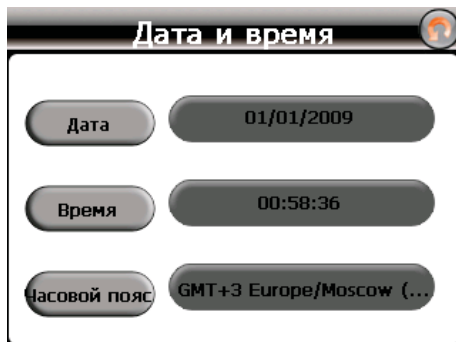 Дата и время
Дата
01/01/2009
Время
00:58:36
Часовой пояс
GMT+3 Europe/Moscow (...